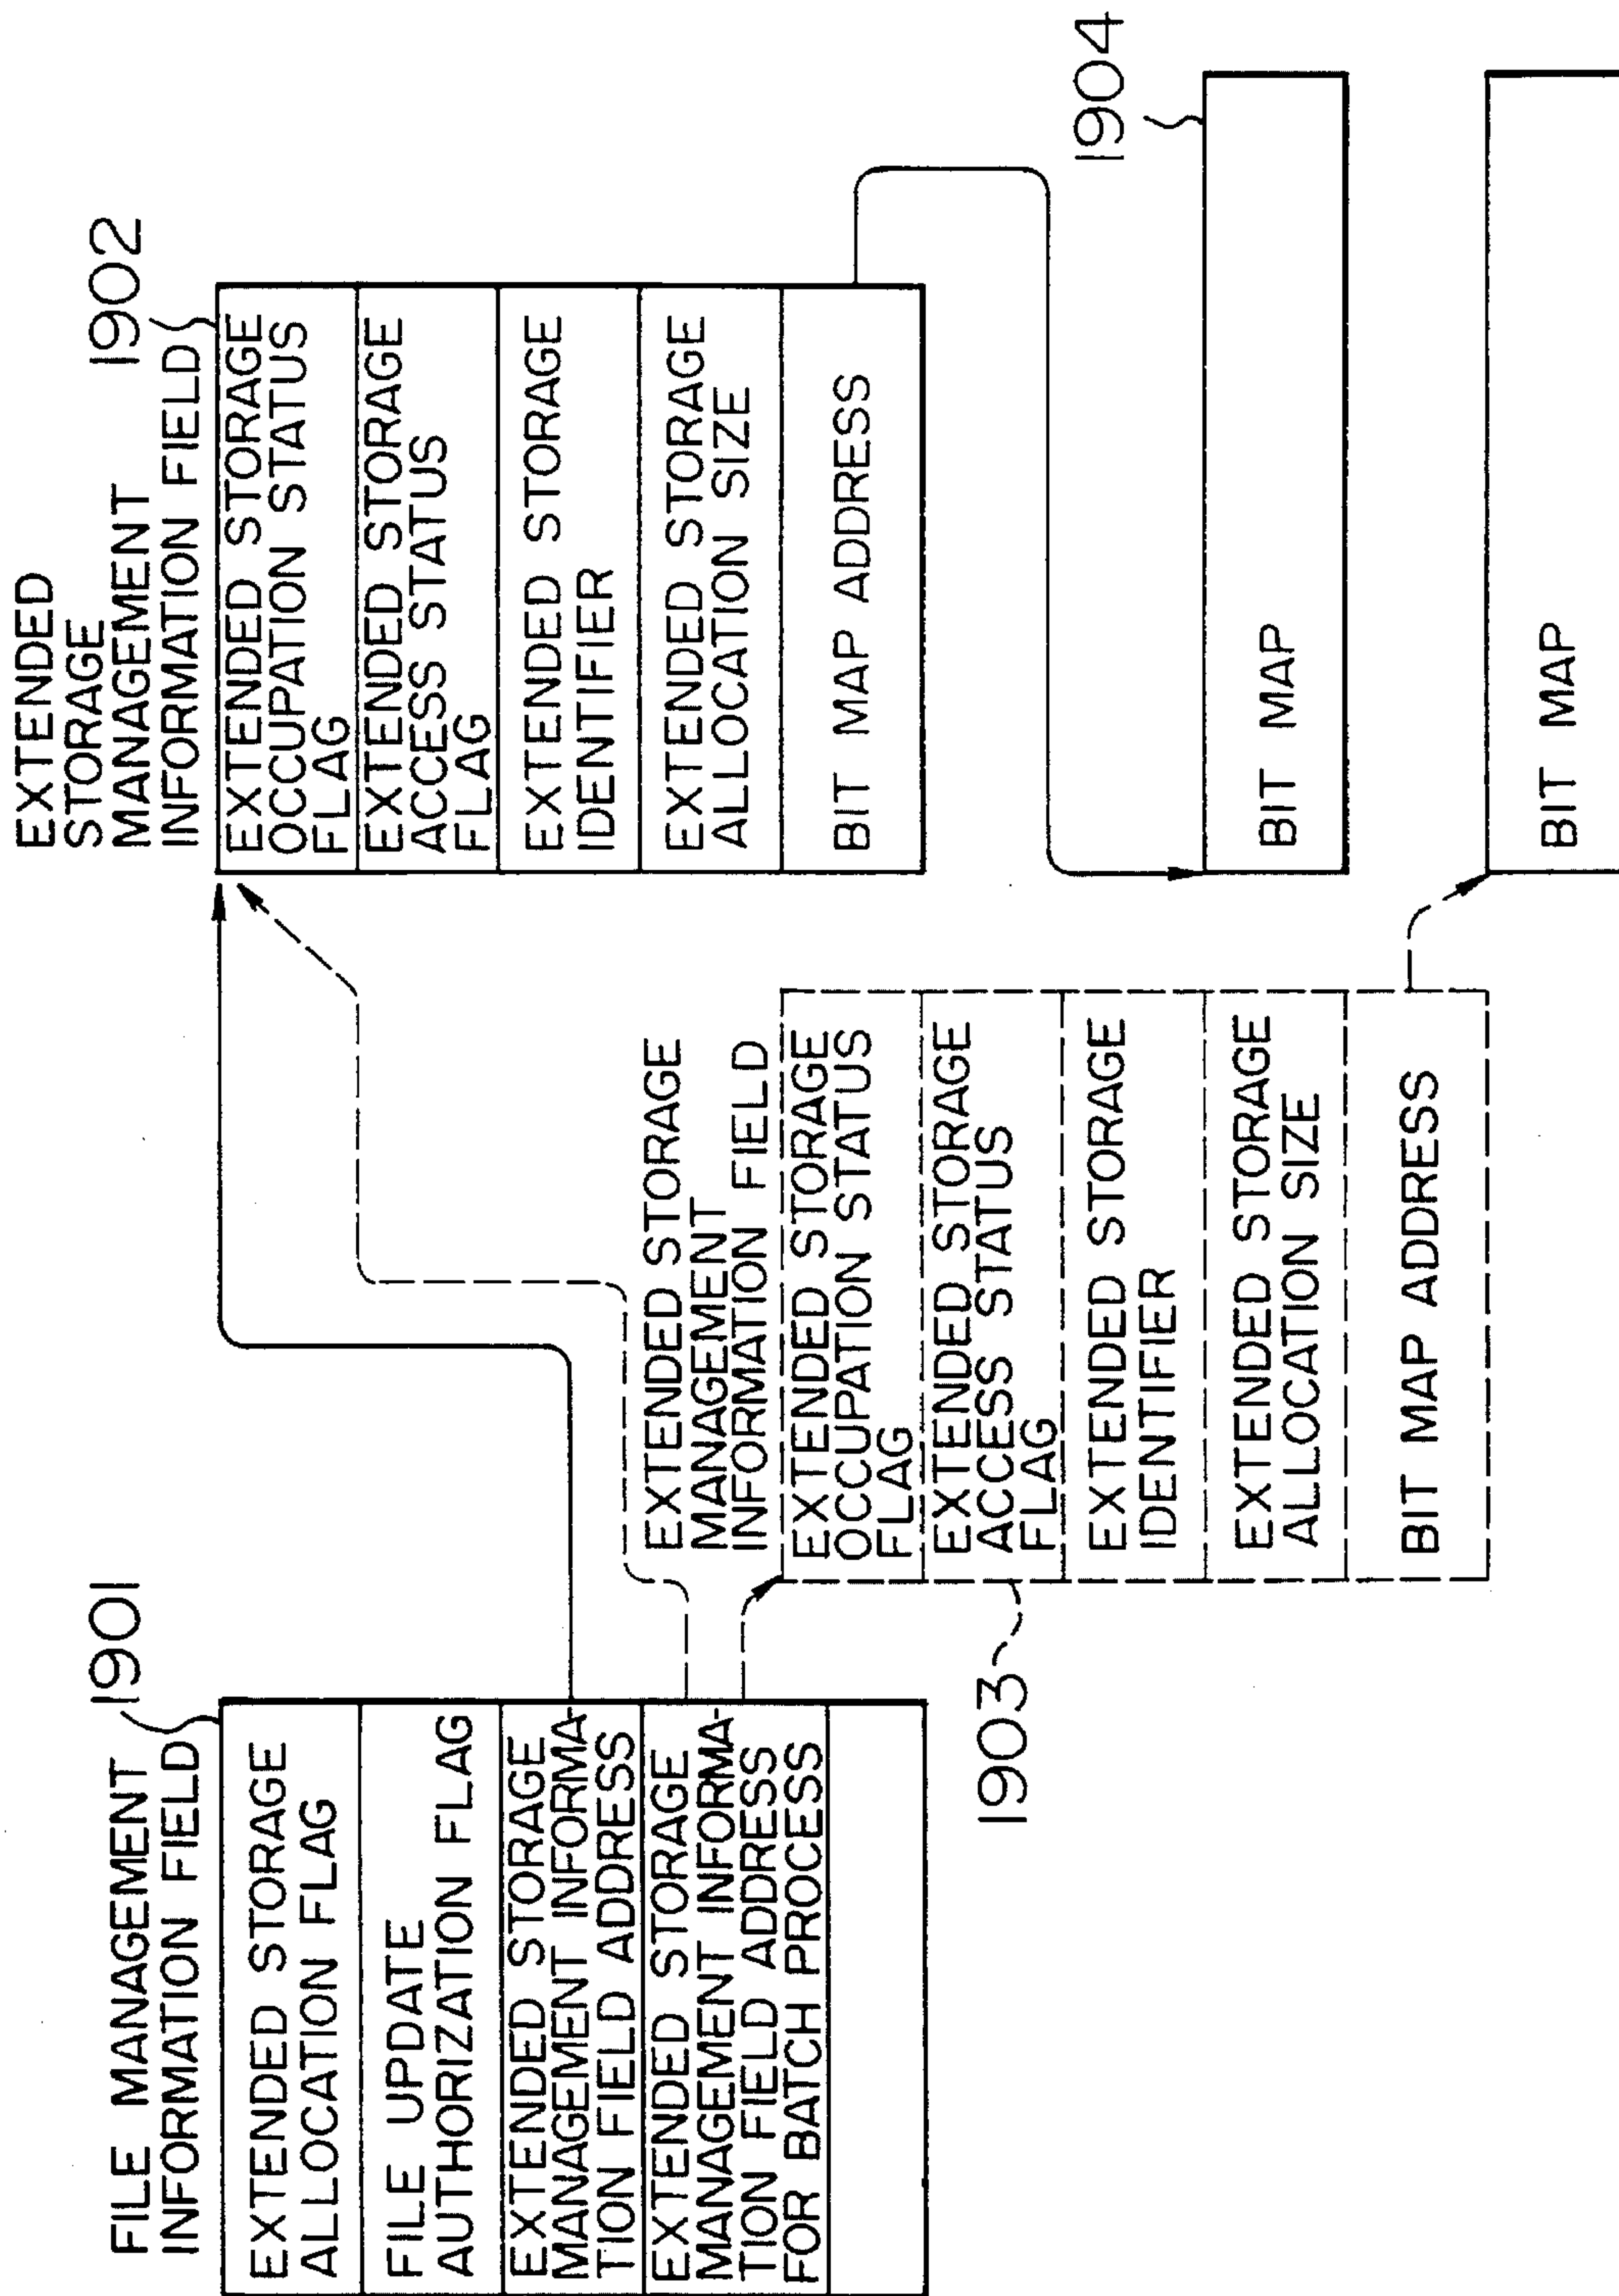 FILE MANAGEMENT
INFORMATION FIELD
1901
EXTENDED STORAGE
ALLOCATION FLAG
FILE UPDATE
AUTHORIZATION FLAG
EXTENDED STORAGE
MANAGEMENT INFORMA-
TION FIELD ADDRESS
EXTENDED STORAGE
MANAGEMENT INFORMA-
TION FIELD ADDRESS
FOR BATCH PROCESS
EXTENDED
STORAGE
MANAGEMENT
INFORMATION FIELD
1902
EXTENDED STORAGE
OCCUPATION STATUS
FLAG
EXTENDED STORAGE
ACCESS STATUS
FLAG
EXTENDED STORAGE
IDENTIFIER
EXTENDED STORAGE
ALLOCATION SIZE
BIT MAP ADDRESS
EXTENDED STORAGE
MANAGEMENT
INFORMATION FIELD
1903
EXTENDED STORAGE
OCCUPATION STATUS
FLAG
EXTENDED STORAGE
ACCESS STATUS
FLAG
EXTENDED STORAGE
IDENTIFIER
EXTENDED STORAGE
ALLOCATION SIZE
BIT MAP ADDRESS
1904
BIT MAP
BIT MAP